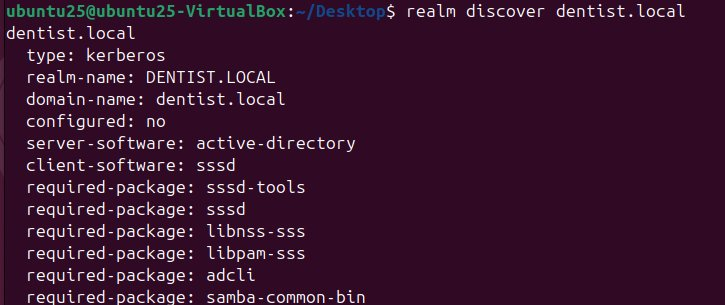 ubuntu25@ubuntu25-VirtualBox:~/Desktop$ realm discover dentist.local
dentist.local
  type: kerberos
  realm-name: DENTIST.LOCAL
  domain-name: dentist.local
  configured: no
  server-software: active-directory
  client-software: sssd
  required-package: sssd-tools
  required-package: sssd
  required-package: libnss-sss
  required-package: libpam-sss
  required-package: adcli
  required-package: samba-common-bin